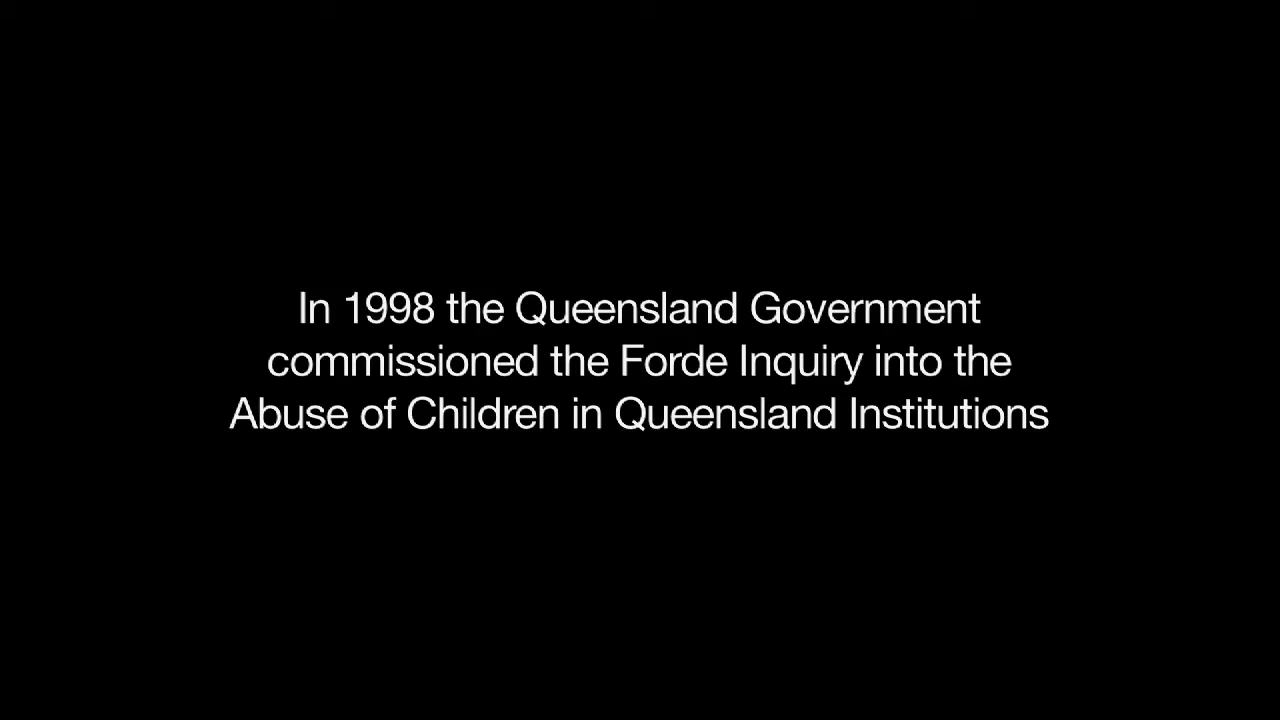 In 1998 the Queensland Government
commissioned the Forde Inquiry into the
Abuse of Children in Queensland Institutions